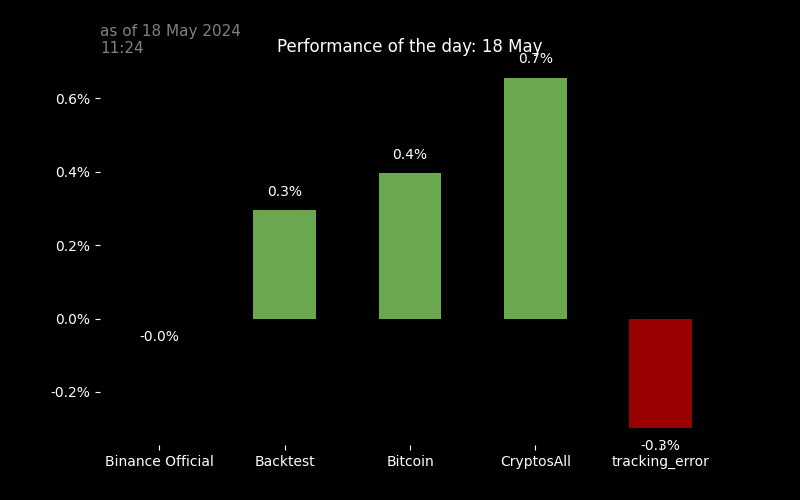 as of 18 May 2024
11:24
Performance of the day: 18 May
0.7%
0.6%
0.4%
0.4%
0.3%
0.2%
0.0%
-0.0%
-0.2%
-0.3%
Binance Official
Backtest
Bitcoin
CryptosAll
tracking_error